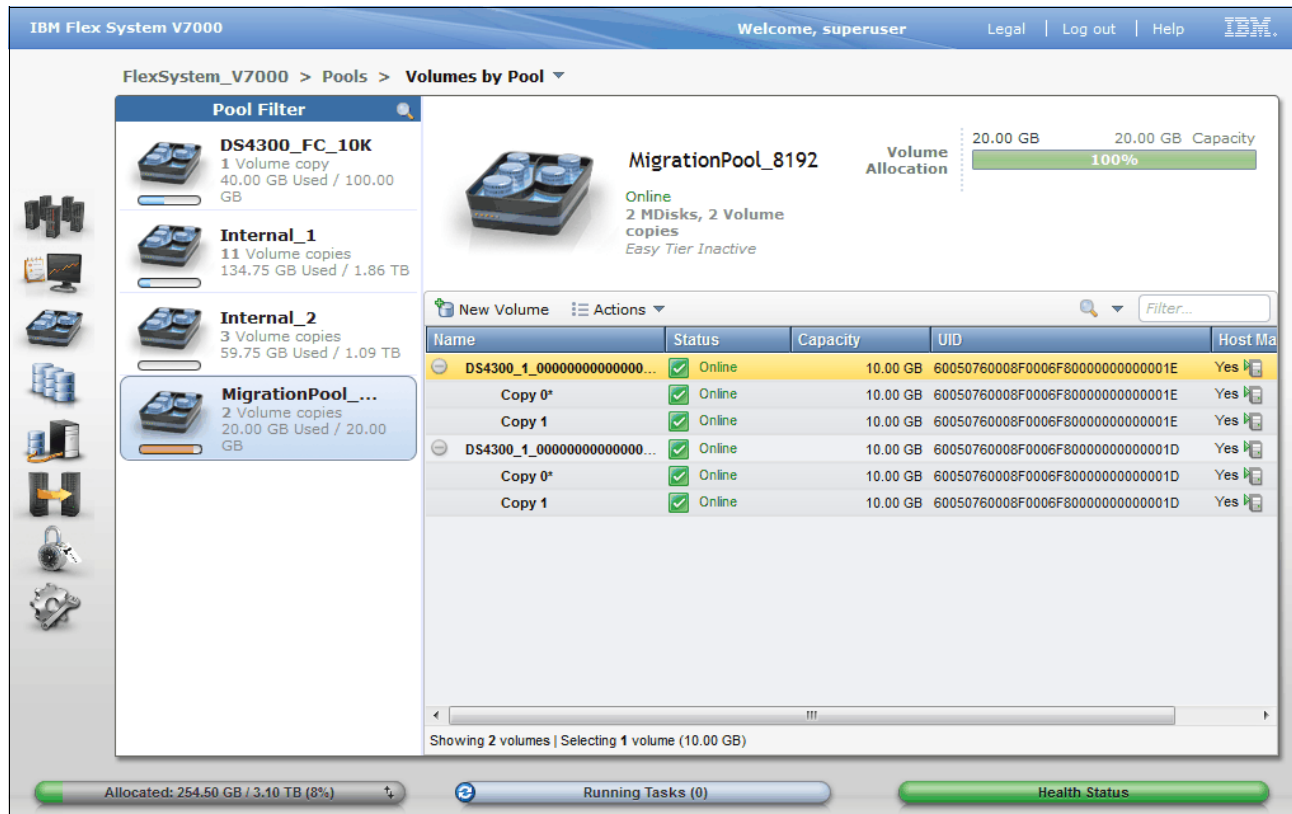 IBM Flex System V7000
Welcome, superuser
Legal | Log out | Help
IBM.
FlexSystem_V7000 > Pools > Volumes by Pool
Pool Filter
DS4300_FC_10K
1 Volume copy
40.00 GB Used / 100.00
GB
Internal_1
11 Volume copies
134.75 GB Used / 1.86 TB
Internal_2
3 Volume copies
59.75 GB Used / 1.09 TB
MigrationPool_...
2 Volume copies
20.00 GB Used / 20.00
GB
MigrationPool_8192
Online
2 MDisks, 2 Volume
copies
Easy Tier Inactive
Volume
Allocation
20.00 GB 20.00 GB Capacity
100%
New Volume Actions Filter...
Name Status Capacity UID Host Ma
DS4300_1_00000000000000... Online 10.00 GB 60050760008F0006F80000000000001E Yes
Copy 0* Online 10.00 GB 60050760008F0006F80000000000001E Yes
Copy 1 Online 10.00 GB 60050760008F0006F80000000000001E Yes
DS4300_1_00000000000000... Online 10.00 GB 60050760008F0006F80000000000001D Yes
Copy 0* Online 10.00 GB 60050760008F0006F80000000000001D Yes
Copy 1 Online 10.00 GB 60050760008F0006F80000000000001D Yes
Showing 2 volumes | Selecting 1 volume (10.00 GB)
Allocated: 254.50 GB / 3.10 TB (8%)
Running Tasks (0)
Health Status